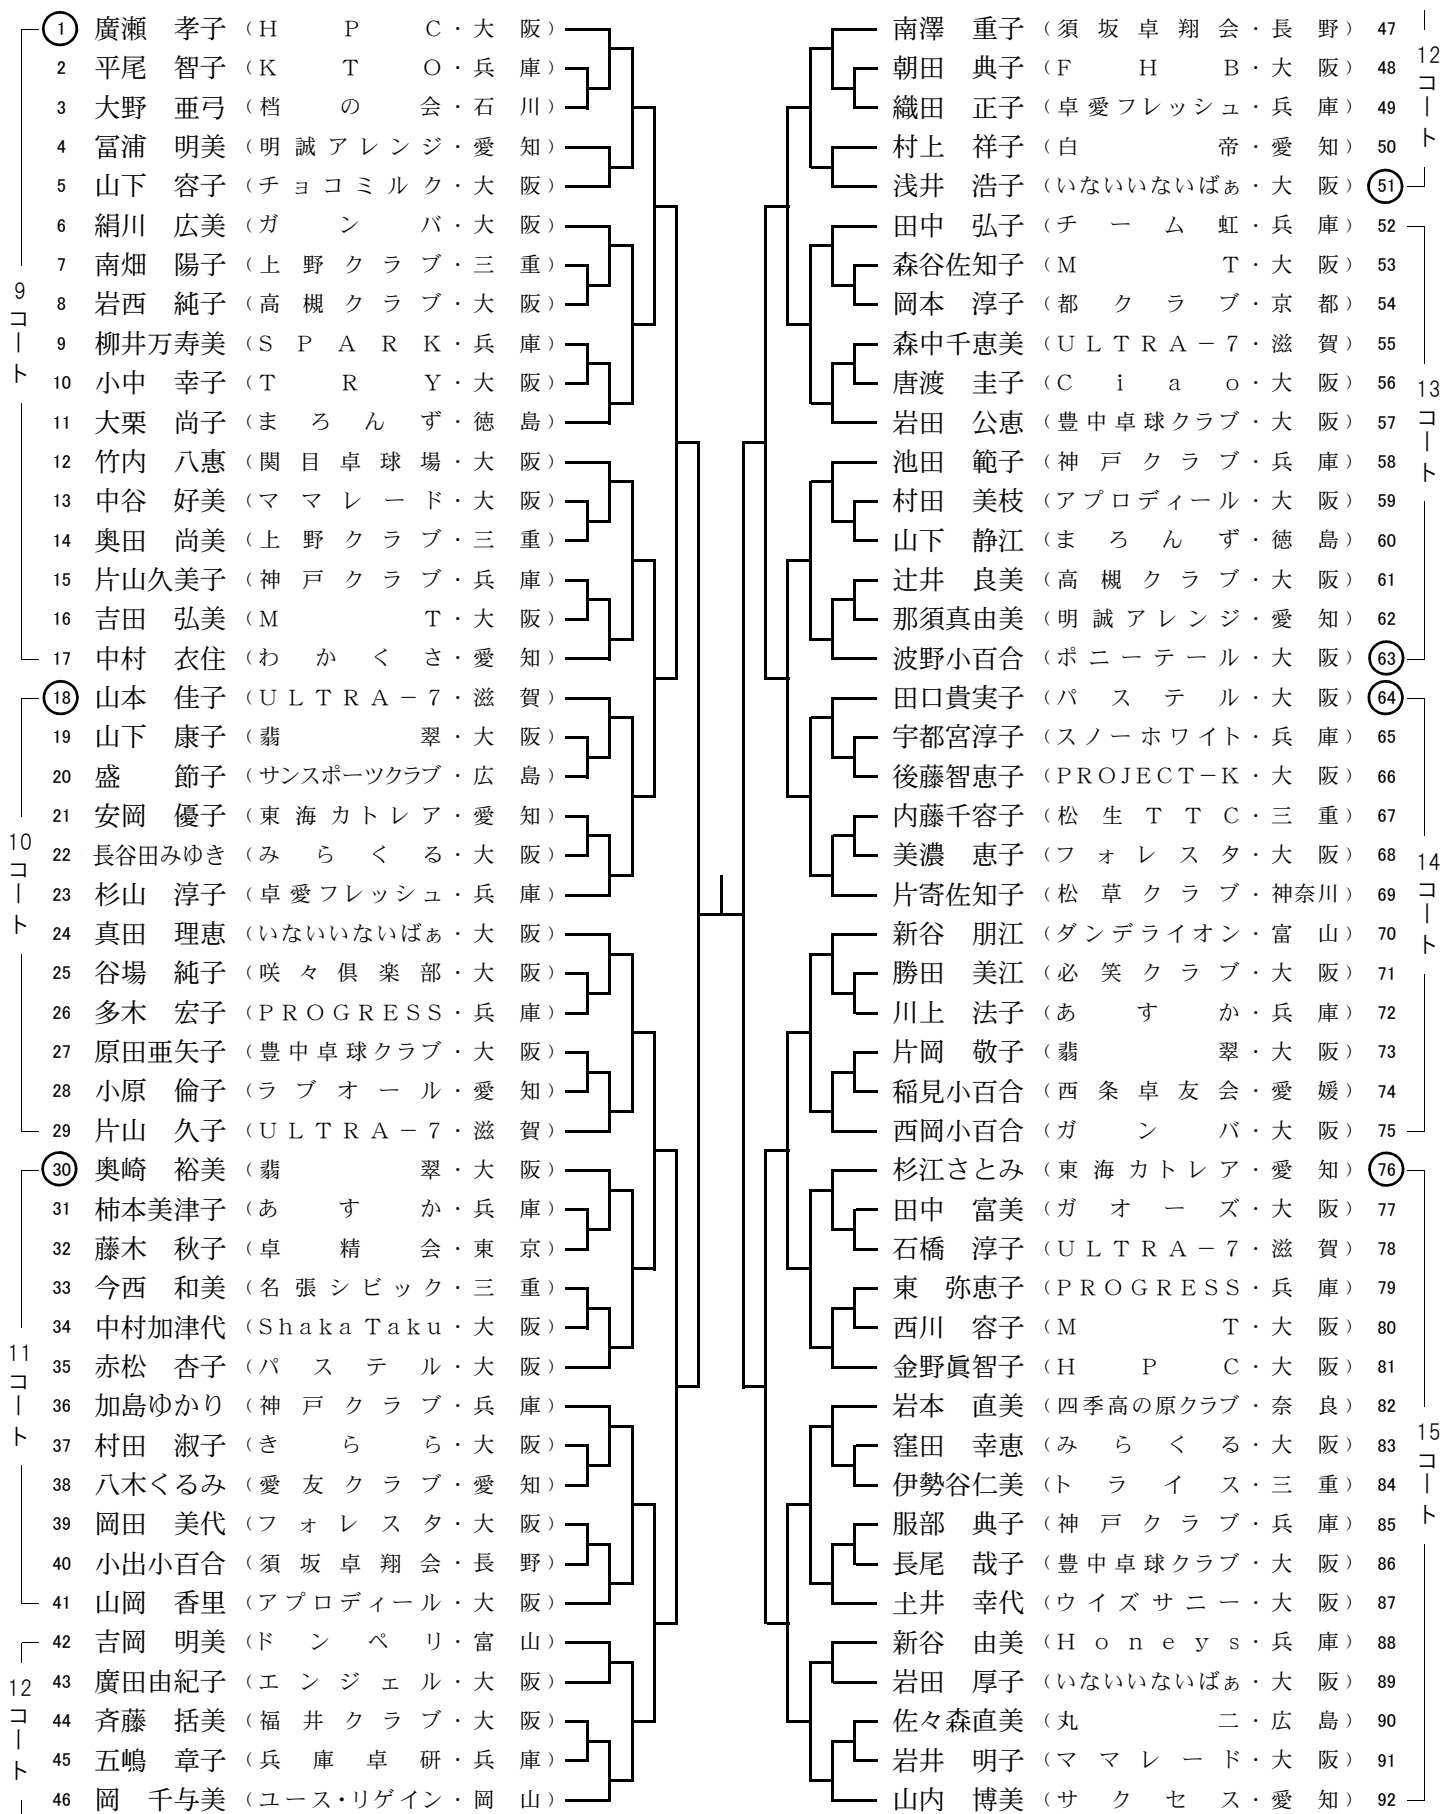 9コート
10コート
11コート
12コート
1 廣瀬 孝子（HPC・大阪）
2 平尾 智子（KTO・兵庫）
3 大野 亜弓（档の会・石川）
4 冨浦 明美（明誠アレンジ・愛知）
5 山下 容子（チョコミルク・大阪）
6 絹川 広美（ガンバ・大阪）
7 南畑 陽子（上野クラブ・三重）
8 岩西 純子（高槻クラブ・大阪）
9 柳井万寿美（SPARK・兵庫）
10 小中 幸子（TRY・大阪）
11 大栗 尚子（まろんず・徳島）
12 竹内 八惠（関目卓球場・大阪）
13 中谷 好美（ママレード・大阪）
14 奥田 尚美（上野クラブ・三重）
15 片山久美子（神戸クラブ・兵庫）
16 吉田 弘美（MT・大阪）
17 中村 衣住（わかくさ・愛知）
18 山本 佳子（ULTRA－7・滋賀）
19 山下 康子（翡翠・大阪）
20 盛 節子（サンスポーツクラブ・広島）
21 安岡 優子（東海カトレア・愛知）
22 長谷田みゆき（みらくる・大阪）
23 杉山 淳子（卓愛フレッシュ・兵庫）
24 真田 理恵（いないいないばぁ・大阪）
25 谷場 純子（咲々倶楽部・大阪）
26 多木 宏子（PROGRESS・兵庫）
27 原田亜矢子（豊中卓球クラブ・大阪）
28 小原 倫子（ラブオール・愛知）
29 片山 久子（ULTRA－7・滋賀）
30 奥崎 裕美（翡翠・大阪）
31 柿本美津子（あすか・兵庫）
32 藤木 秋子（卓精会・東京）
33 今西 和美（名張シビック・三重）
34 中村加津代（ShakaTaku・大阪）
35 赤松 杏子（パステル・大阪）
36 加島ゆかり（神戸クラブ・兵庫）
37 村田 淑子（きらら・大阪）
38 八木くるみ（愛友クラブ・愛知）
39 岡田 美代（フォレスタ・大阪）
40 小出小百合（須坂卓翔会・長野）
41 山岡 香里（アプロディール・大阪）
42 吉岡 明美（ドンペリ・富山）
43 廣田由紀子（エンジェル・大阪）
44 斉藤 括美（福井クラブ・大阪）
45 五嶋 章子（兵庫卓研・兵庫）
46 岡 千与美（ユース・リゲイン・岡山）
南澤 重子（須坂卓翔会・長野）47
朝田 典子（FHB・大阪）48
織田 正子（卓愛フレッシュ・兵庫）49
村上 祥子（白帝・愛知）50
浅井 浩子（いないいないばぁ・大阪）51
田中 弘子（チーム虹・兵庫）52
森谷佐知子（MT・大阪）53
岡本 淳子（都クラブ・京都）54
森中千恵美（ULTRA－7・滋賀）55
唐渡 圭子（Ciao・大阪）56
岩田 公恵（豊中卓球クラブ・大阪）57
池田 範子（神戸クラブ・兵庫）58
村田 美枝（アプロディール・大阪）59
山下 静江（まろんず・徳島）60
辻井 良美（高槻クラブ・大阪）61
那須真由美（明誠アレンジ・愛知）62
波野小百合（ポニーテール・大阪）63
田口貴実子（パステル・大阪）64
宇都宮淳子（スノーホワイト・兵庫）65
後藤智恵子（PROJECT－K・大阪）66
内藤千容子（松生TTC・三重）67
美濃 恵子（フォレスタ・大阪）68
片寄佐知子（松草クラブ・神奈川）69
新谷 朋江（ダンデライオン・富山）70
勝田 美江（必笑クラブ・大阪）71
川上 法子（あすか・兵庫）72
片岡 敬子（翡翠・大阪）73
稲見小百合（西条卓友会・愛媛）74
西岡小百合（ガンバ・大阪）75
杉江さとみ（東海カトレア・愛知）76
田中 富美（ガオーズ・大阪）77
石橋 淳子（ULTRA－7・滋賀）78
東 弥恵子（PROGRESS・兵庫）79
西川 容子（MT・大阪）80
金野眞智子（HPC・大阪）81
岩本 直美（四季高の原クラブ・奈良）82
窪田 幸恵（みらくる・大阪）83
伊勢谷仁美（トライス・三重）84
服部 典子（神戸クラブ・兵庫）85
長尾 哉子（豊中卓球クラブ・大阪）86
土井 幸代（ウイズサニー・大阪）87
新谷 由美（Honeys・兵庫）88
岩田 厚子（いないいないばぁ・大阪）89
佐々森直美（丸二・広島）90
岩井 明子（ママレード・大阪）91
山内 博美（サクセス・愛知）92
12コート
13コート
14コート
15コート